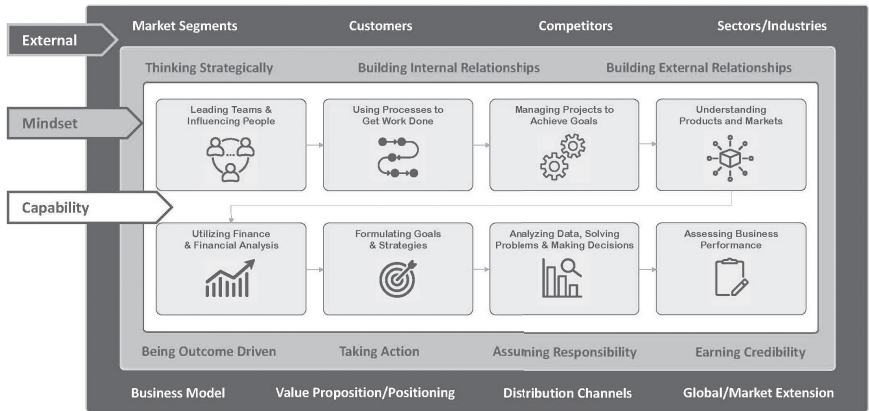 Market Segments
Customers
Competitors
Sectors/Industries
External
Thinking Strategically
Building Internal Relationships
Building External Relationships
Mindset
Leading Teams &
Influencing People
Using Processes to
Get Work Done
Managing Projects to
Achieve Goals
Understanding
Products and Markets
Capability
Utilizing Finance
& Financial Analysis
Formulating Goals
& Strategies
Analyzing Data, Solving
Problems & Making Decisions
Assessing Business
Performance
Being Outcome Driven
Taking Action
Assuming Responsibility
Earning Credibility
Business Model
Value Proposition/Positioning
Distribution Channels
Global/Market Extension